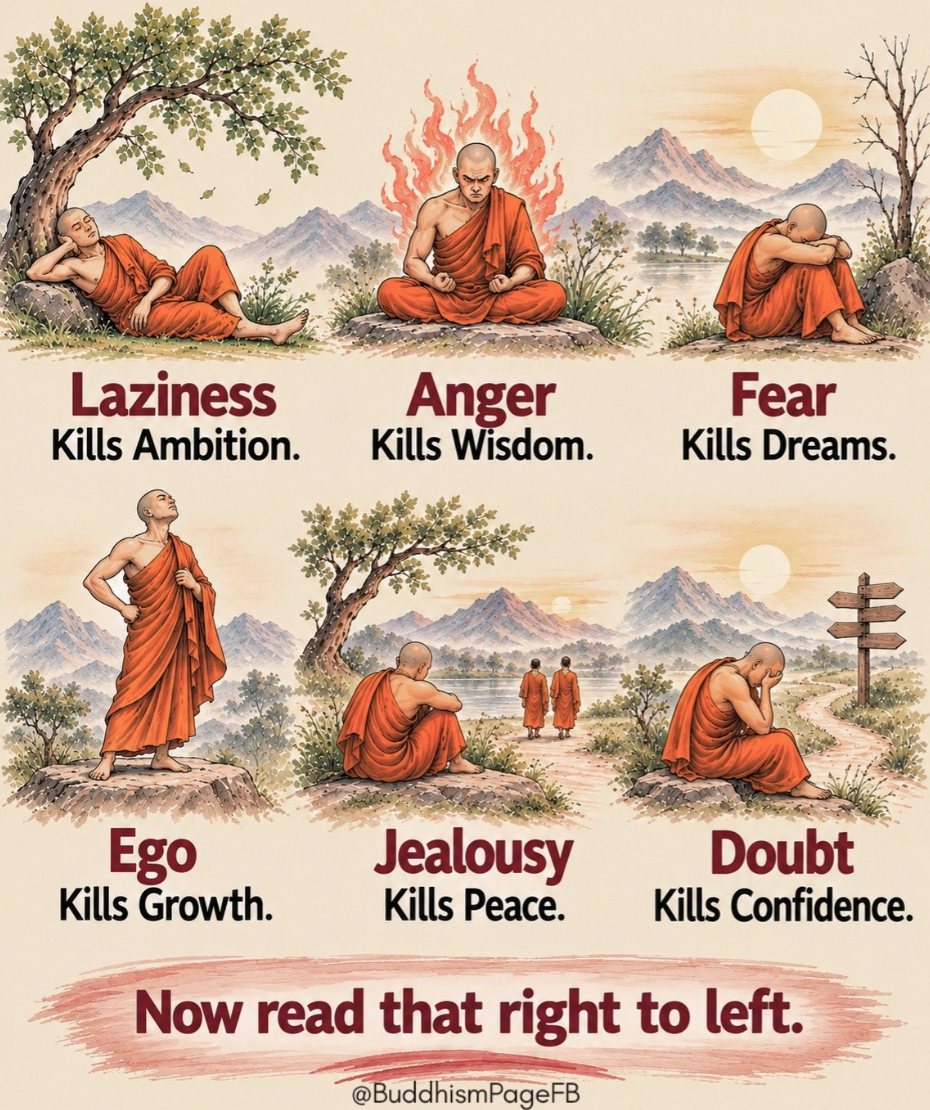 Laziness
Kills Ambition.
Anger
Kills Wisdom.
Fear
Kills Dreams.
Ego
Kills Growth.
Jealousy
Kills Peace.
Doubt
Kills Confidence.
Now read that right to left.
@BuddhismPageFB